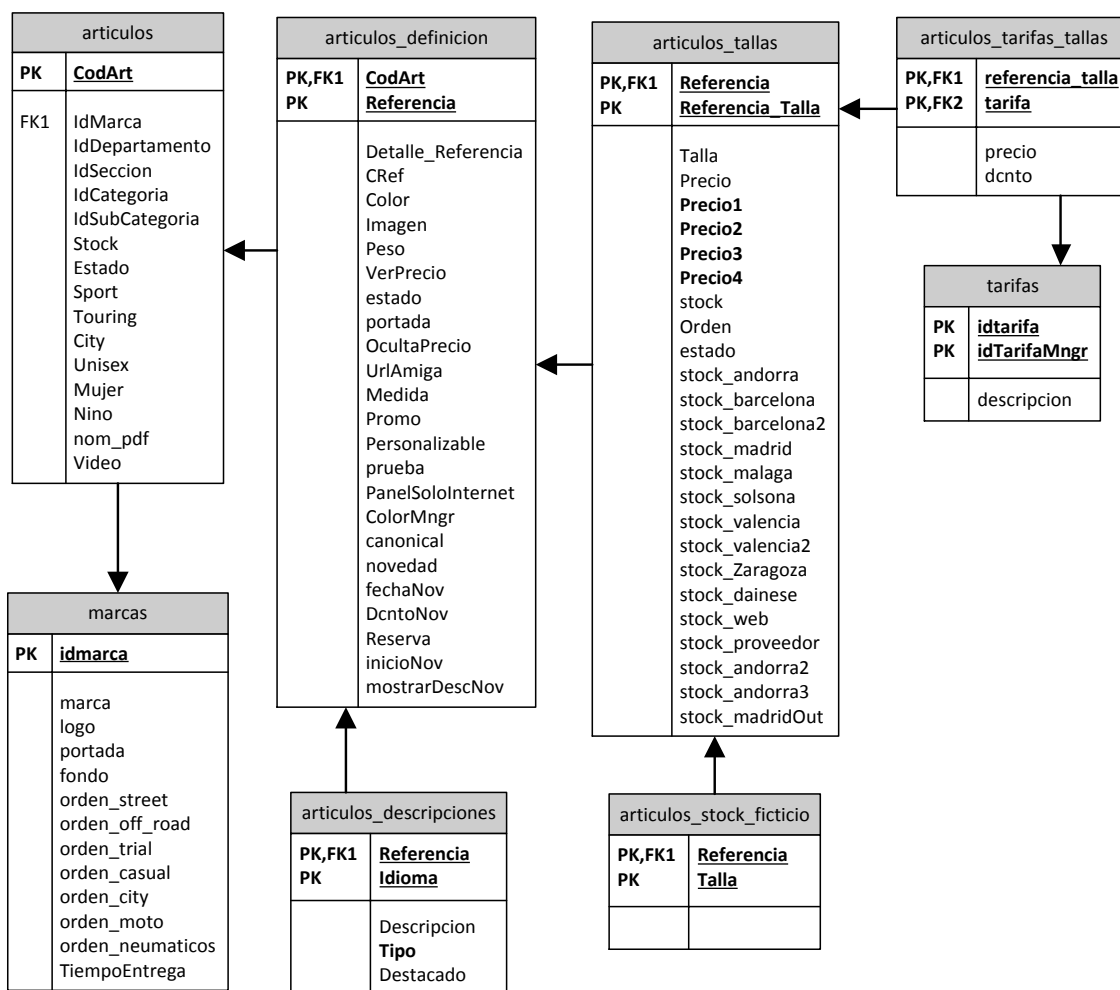 articulos
PK CodArt
FK1 IdMarca
IdDepartamento
IdSeccion
IdCategoria
IdSubCategoria
Stock
Estado
Sport
Touring
City
Unisex
Mujer
Nino
nom_pdf
Video
marcas
PK idmarca
marca
logo
portada
fondo
orden_street
orden_off_road
orden_trial
orden_casual
orden_city
orden_moto
orden_neumaticos
TiempoEntrega
articulos_definicion
PK,FK1 CodArt
PK Referencia
Detalle_Referencia
CRef
Color
Imagen
Peso
VerPrecio
estado
portada
OcultaPrecio
UrlAmiga
Medida
Promo
Personalizable
prueba
PanelSoloInternet
ColorMngr
canonical
novedad
fechaNov
DcntoNov
Reserva
inicioNov
mostrarDescNov
articulos_descripciones
PK,FK1 Referencia
PK Idioma
Descripcion
Tipo
Destacado
articulos_tallas
PK,FK1 Referencia
PK Referencia_Talla
Talla
Precio
Precio1
Precio2
Precio3
Precio4
stock
Orden
estado
stock_andorra
stock_barcelona
stock_barcelona2
stock_madrid
stock_malaga
stock_solsona
stock_valencia
stock_valencia2
stock_Zaragoza
stock_dainese
stock_web
stock_proveedor
stock_andorra2
stock_andorra3
stock_madridOut
articulos_stock_ficticio
PK,FK1 Referencia
PK Talla
articulos_tarifas_tallas
PK,FK1 referencia_talla
PK,FK2 tarifa
precio
dcnto
tarifas
PK idtarifa
PK idTarifaMngr
descripcion